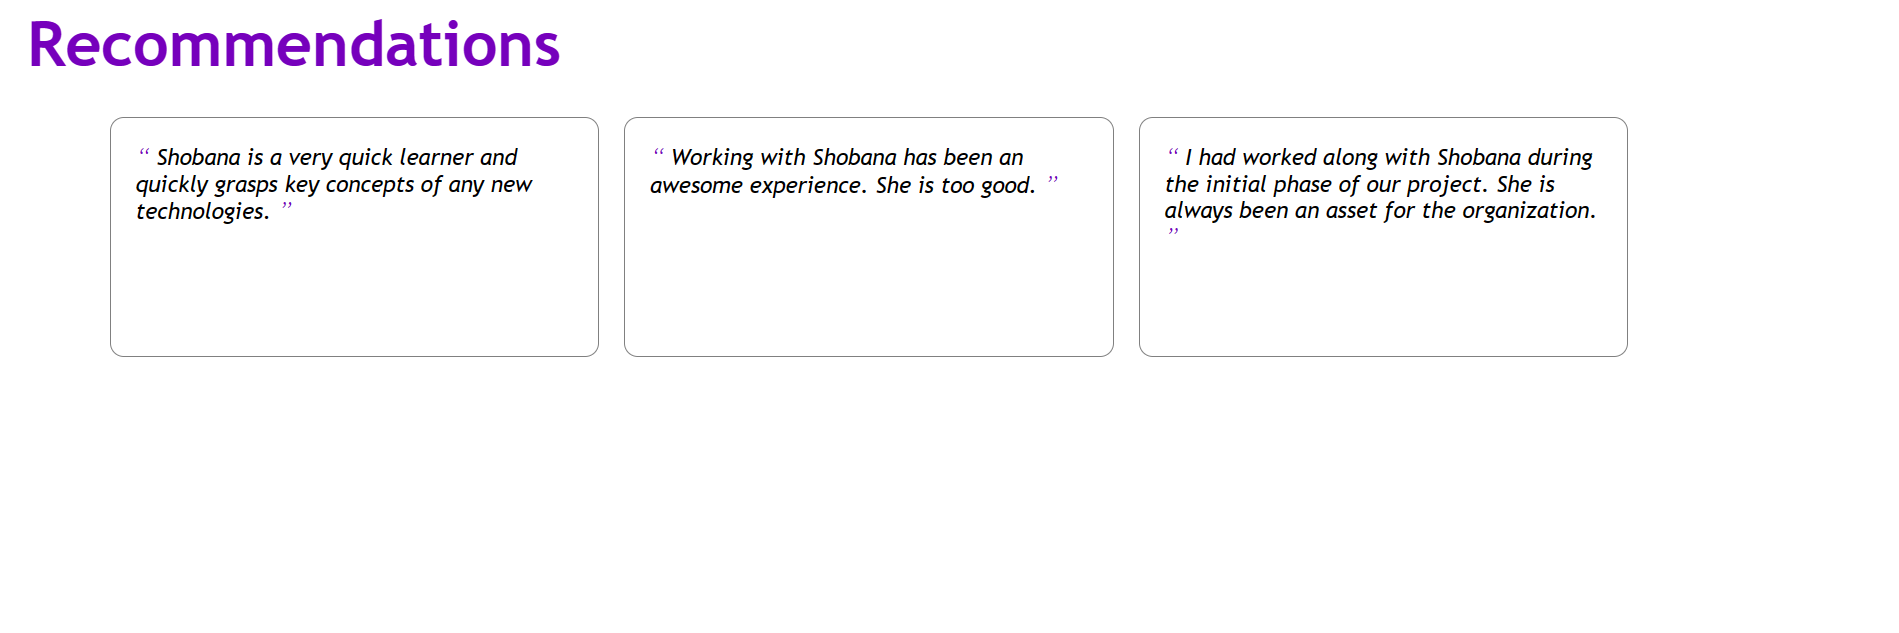 Recommendations
“ Shobana is a very quick learner and
quickly grasps key concepts of any new
technologies. ”
“ Working with Shobana has been an
awesome experience. She is too good. ”
“ I had worked along with Shobana during
the initial phase of our project. She is
always been an asset for the organization.
”